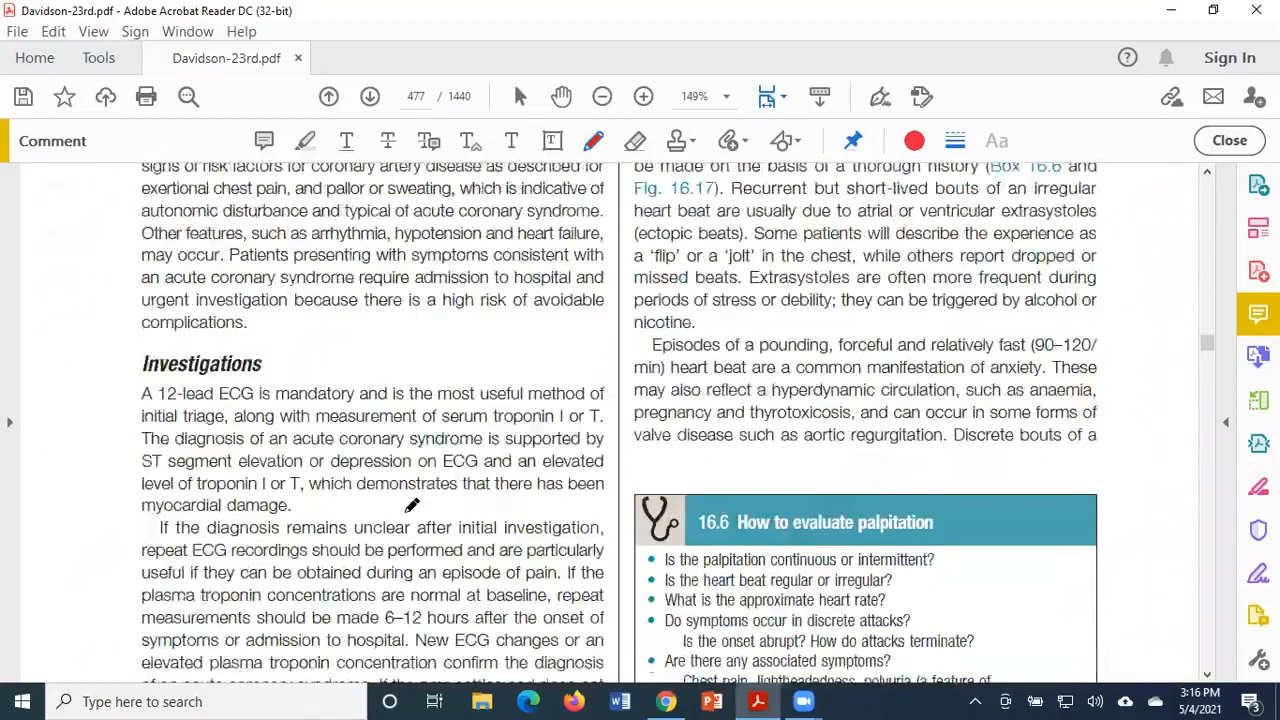 Davidson-23rd.pdf - Adobe Acrobat Reader DC (32-bit)
File Edit View Sign Window Help
Home Tools Davidson-23rd.pdf × Sign In
477 / 1440 149%
Comment Aa Close
signs of risk factors for coronary artery disease as described for
exertional chest pain, and pallor or sweating, which is indicative of
autonomic disturbance and typical of acute coronary syndrome.
Other features, such as arrhythmia, hypotension and heart failure,
may occur. Patients presenting with symptoms consistent with
an acute coronary syndrome require admission to hospital and
urgent investigation because there is a high risk of avoidable
complications.
Investigations
A 12-lead ECG is mandatory and is the most useful method of
initial triage, along with measurement of serum troponin I or T.
The diagnosis of an acute coronary syndrome is supported by
ST segment elevation or depression on ECG and an elevated
level of troponin I or T, which demonstrates that there has been
myocardial damage.
If the diagnosis remains unclear after initial investigation,
repeat ECG recordings should be performed and are particularly
useful if they can be obtained during an episode of pain. If the
plasma troponin concentrations are normal at baseline, repeat
measurements should be made 6–12 hours after the onset of
symptoms or admission to hospital. New ECG changes or an
elevated plasma troponin concentration confirm the diagnosis
be made on the basis of a thorough history (Box 16.6 and
Fig. 16.17). Recurrent but short-lived bouts of an irregular
heart beat are usually due to atrial or ventricular extrasystoles
(ectopic beats). Some patients will describe the experience as
a ‘flip’ or a ‘jolt’ in the chest, while others report dropped or
missed beats. Extrasystoles are often more frequent during
periods of stress or debility; they can be triggered by alcohol or
nicotine.
Episodes of a pounding, forceful and relatively fast (90–120/
min) heart beat are a common manifestation of anxiety. These
may also reflect a hyperdynamic circulation, such as anaemia,
pregnancy and thyrotoxicosis, and can occur in some forms of
valve disease such as aortic regurgitation. Discrete bouts of a
16.6 How to evaluate palpitation
• Is the palpitation continuous or intermittent?
• Is the heart beat regular or irregular?
• What is the approximate heart rate?
• Do symptoms occur in discrete attacks?
Is the onset abrupt? How do attacks terminate?
• Are there any associated symptoms?
Chest pain, lightheadedness, polyuria (a feature of
Type here to search
3:16 PM
5/4/2021